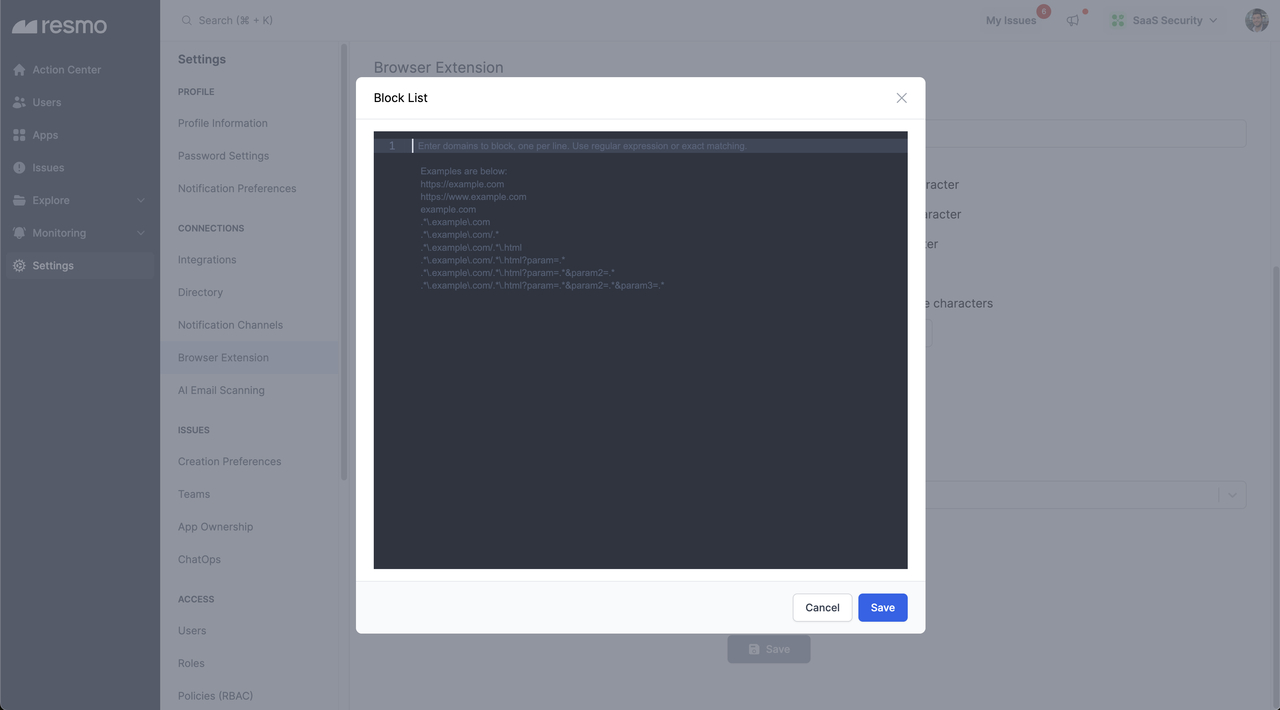 resmo
Search (⌘ + K)
My Issues
6
SaaS Security
Action Center
Users
Apps
Issues
Explore
Monitoring
Settings
Settings
PROFILE
Profile Information
Password Settings
Notification Preferences
CONNECTIONS
Integrations
Directory
Notification Channels
Browser Extension
AI Email Scanning
ISSUES
Creation Preferences
Teams
App Ownership
ChatOps
ACCESS
Users
Roles
Policies (RBAC)
Browser Extension
Block List
1
Enter domains to block, one per line. Use regular expression or exact matching.
Examples are below:
https://example.com
https://www.example.com
example.com
.*\.example\.com
.*\.example\.com/.*
.*\.example\.com/.*\.html
.*\.example\.com/.*\.html?param=.*
.*\.example\.com/.*\.html?param=.*&param2=.*
.*\.example\.com/.*\.html?param=.*&param2=.*&param3=.*
racter
aracter
ter
e characters
Cancel
Save
Save